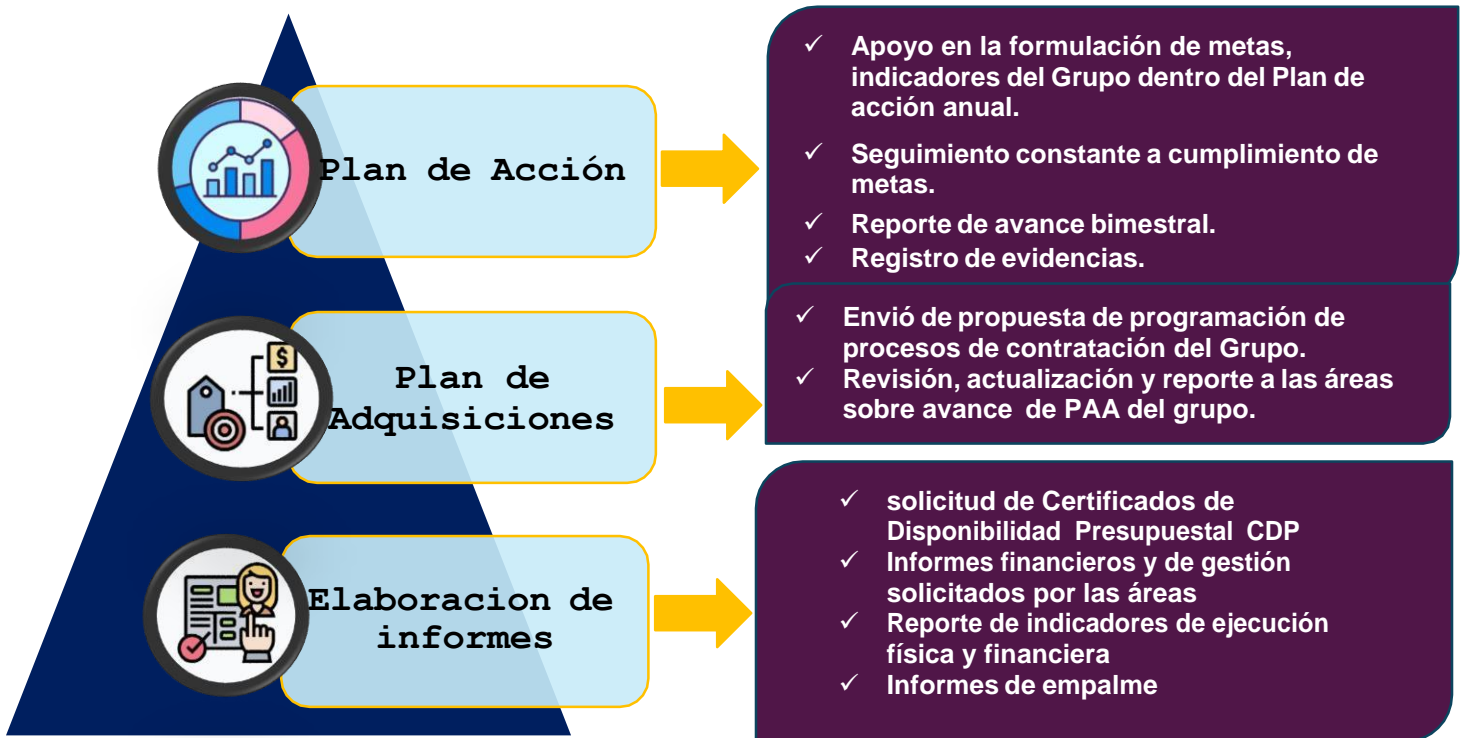 Plan de Acción
✓ Apoyo en la formulación de metas,
indicadores del Grupo dentro del Plan de
acción anual.
✓ Seguimiento constante a cumplimiento de
metas.
✓ Reporte de avance bimestral.
✓ Registro de evidencias.
Plan de
Adquisiciones
✓ Envió de propuesta de programación de
procesos de contratación del Grupo.
✓ Revisión, actualización y reporte a las áreas
sobre avance de PAA del grupo.
Elaboracion de
informes
✓ solicitud de Certificados de
Disponibilidad Presupuestal CDP
✓ Informes financieros y de gestión
solicitados por las áreas
✓ Reporte de indicadores de ejecución
física y financiera
✓ Informes de empalme
$